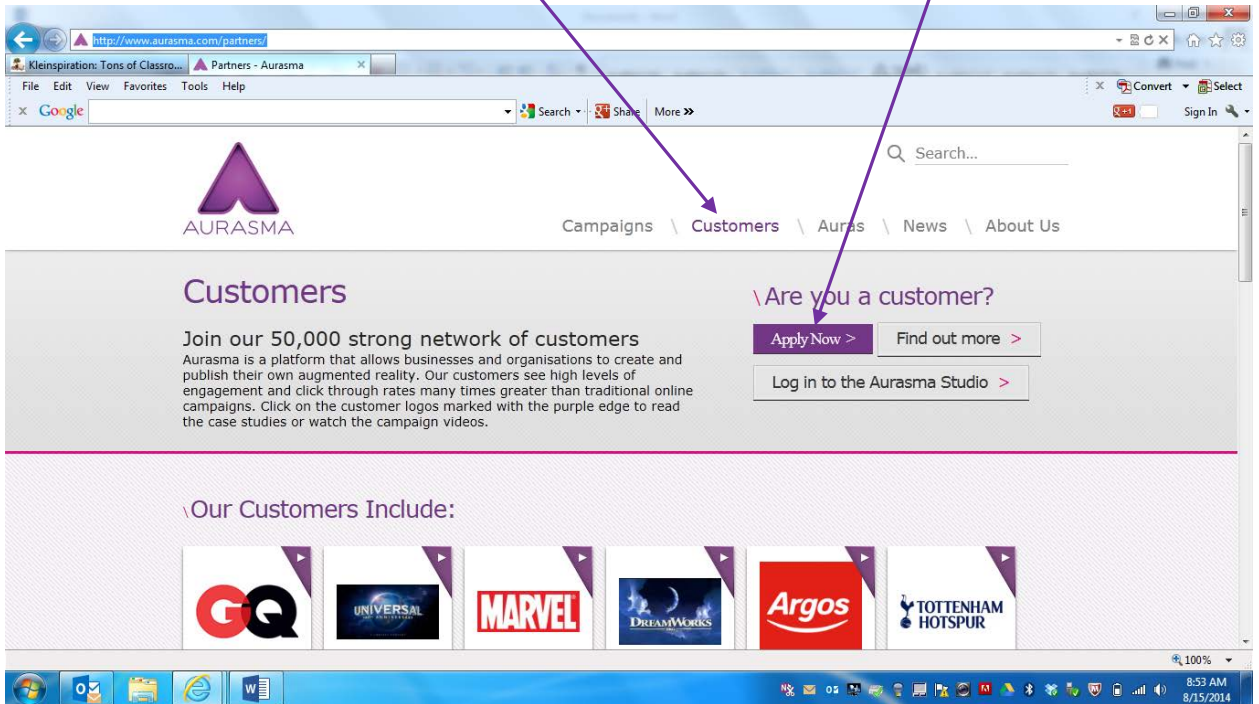 http://www.aurasma.com/partners/
Kleinspiration: Tons of Classro...
Partners - Aurasma
File Edit View Favorites Tools Help
Convert
Select
Google
Search
Share
More »
Sign In
AURASMA
Search...
Campaigns \ Customers \ Auras \ News \ About Us
Customers
\Are you a customer?
Join our 50,000 strong network of customers
Apply Now >
Find out more >
Aurasma is a platform that allows businesses and organisations to create and
publish their own augmented reality. Our customers see high levels of
engagement and click through rates many times greater than traditional online
campaigns. Click on the customer logos marked with the purple edge to read
the case studies or watch the campaign videos.
Log in to the Aurasma Studio >
\Our Customers Include:
GQ
UNIVERSAL
MARVEL
DREAMWORKS
Argos
TOTTENHAM
HOTSPUR
100%
8:53 AM
8/15/2014